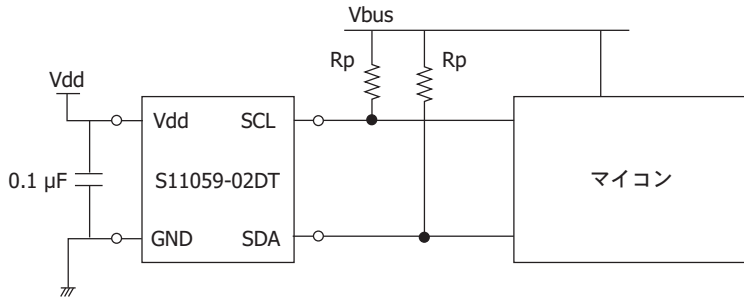 Vbus
Rp
Rp
Vdd
Vdd
SCL
0.1 µF
S11059-02DT
マイコン
GND
SDA